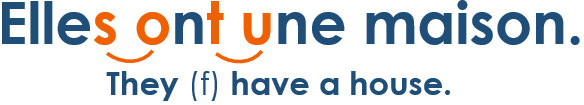 Elles ont une maison.
They (f) have a house.